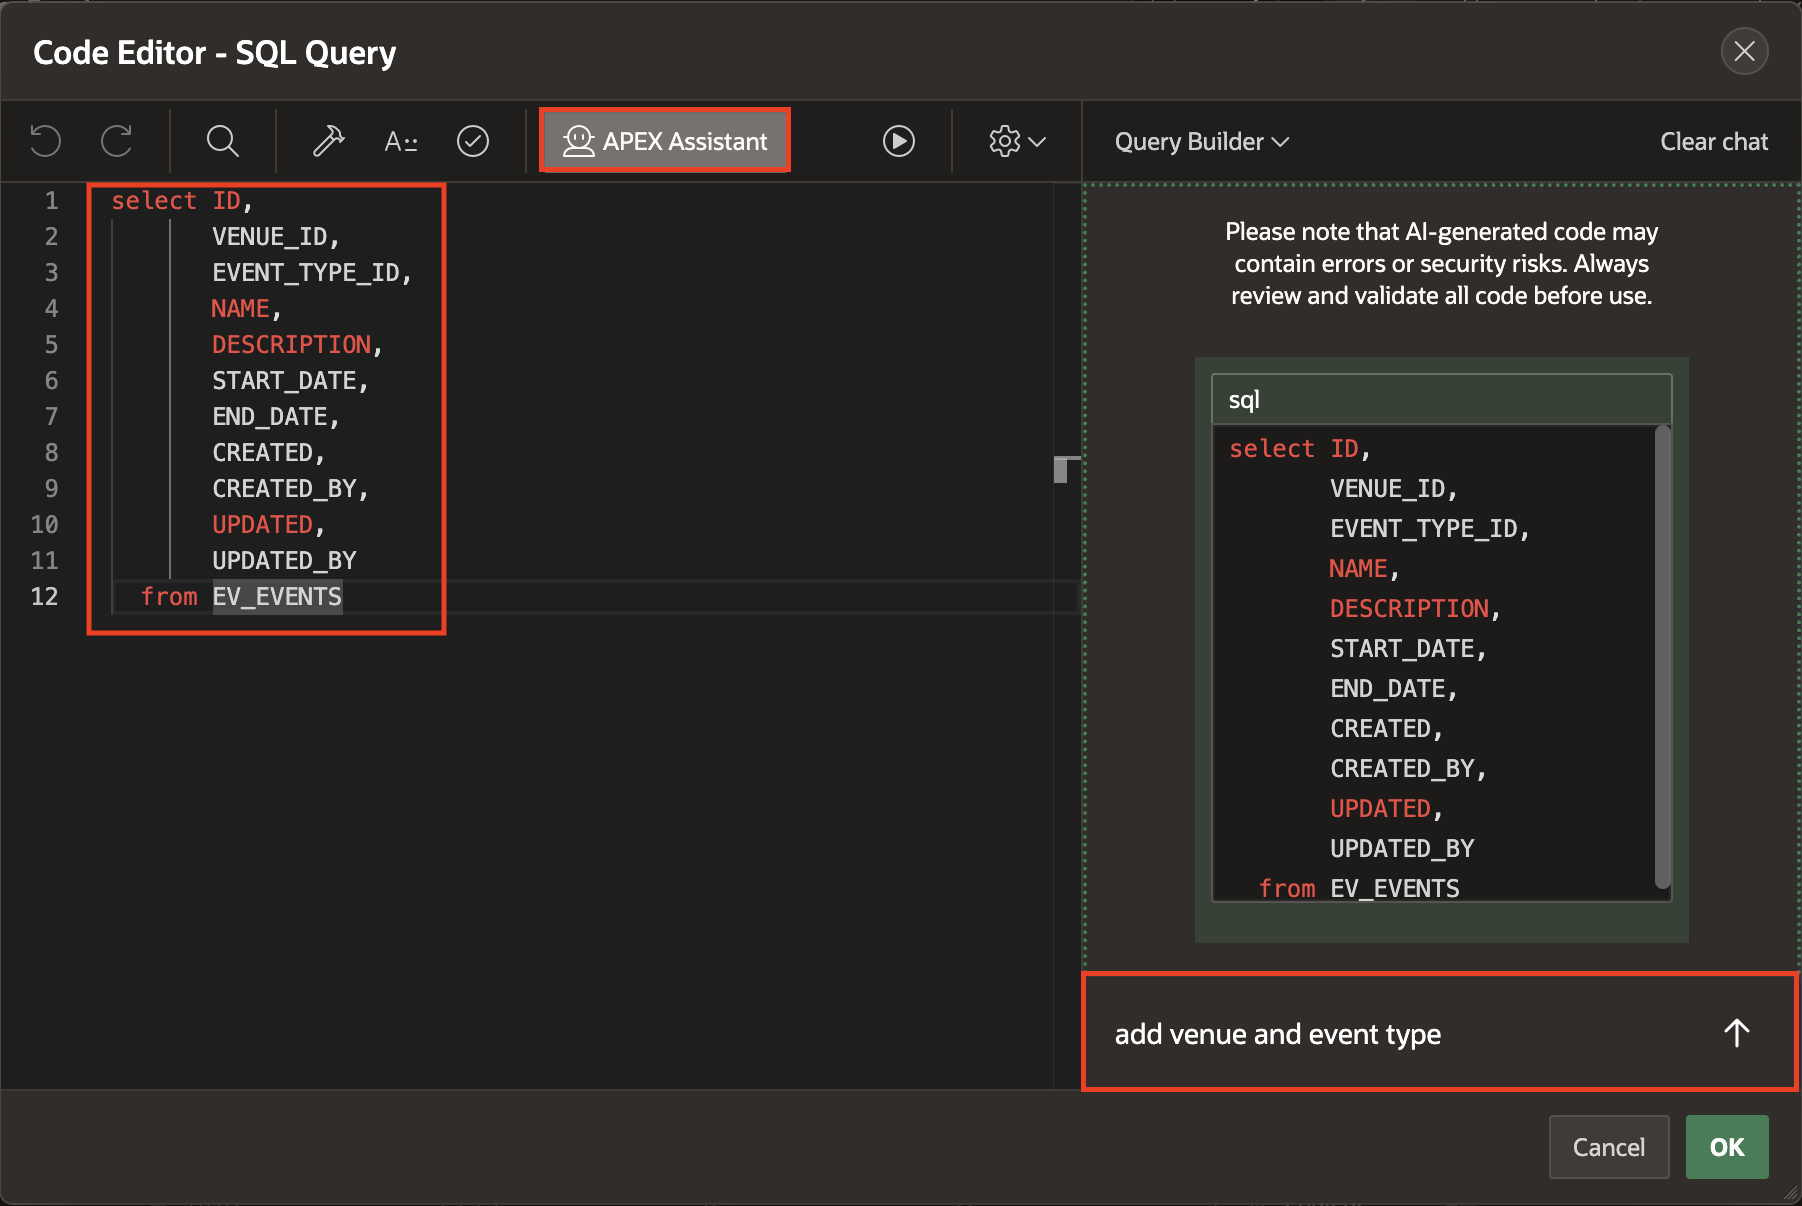 Code Editor - SQL Query
A
APEX Assistant
Query Builder
Clear chat
1 select ID,
2 VENUE_ID,
3 EVENT_TYPE_ID,
4 NAME,
5 DESCRIPTION,
6 START_DATE,
7 END_DATE,
8 CREATED,
9 CREATED_BY,
10 UPDATED,
11 UPDATED_BY
12 from EV_EVENTS
Please note that AI-generated code may
contain errors or security risks. Always
review and validate all code before use.
sql
select ID,
VENUE_ID,
EVENT_TYPE_ID,
NAME,
DESCRIPTION,
START_DATE,
END_DATE,
CREATED,
CREATED_BY,
UPDATED,
UPDATED_BY
from EV_EVENTS
add venue and event type
Cancel
OK